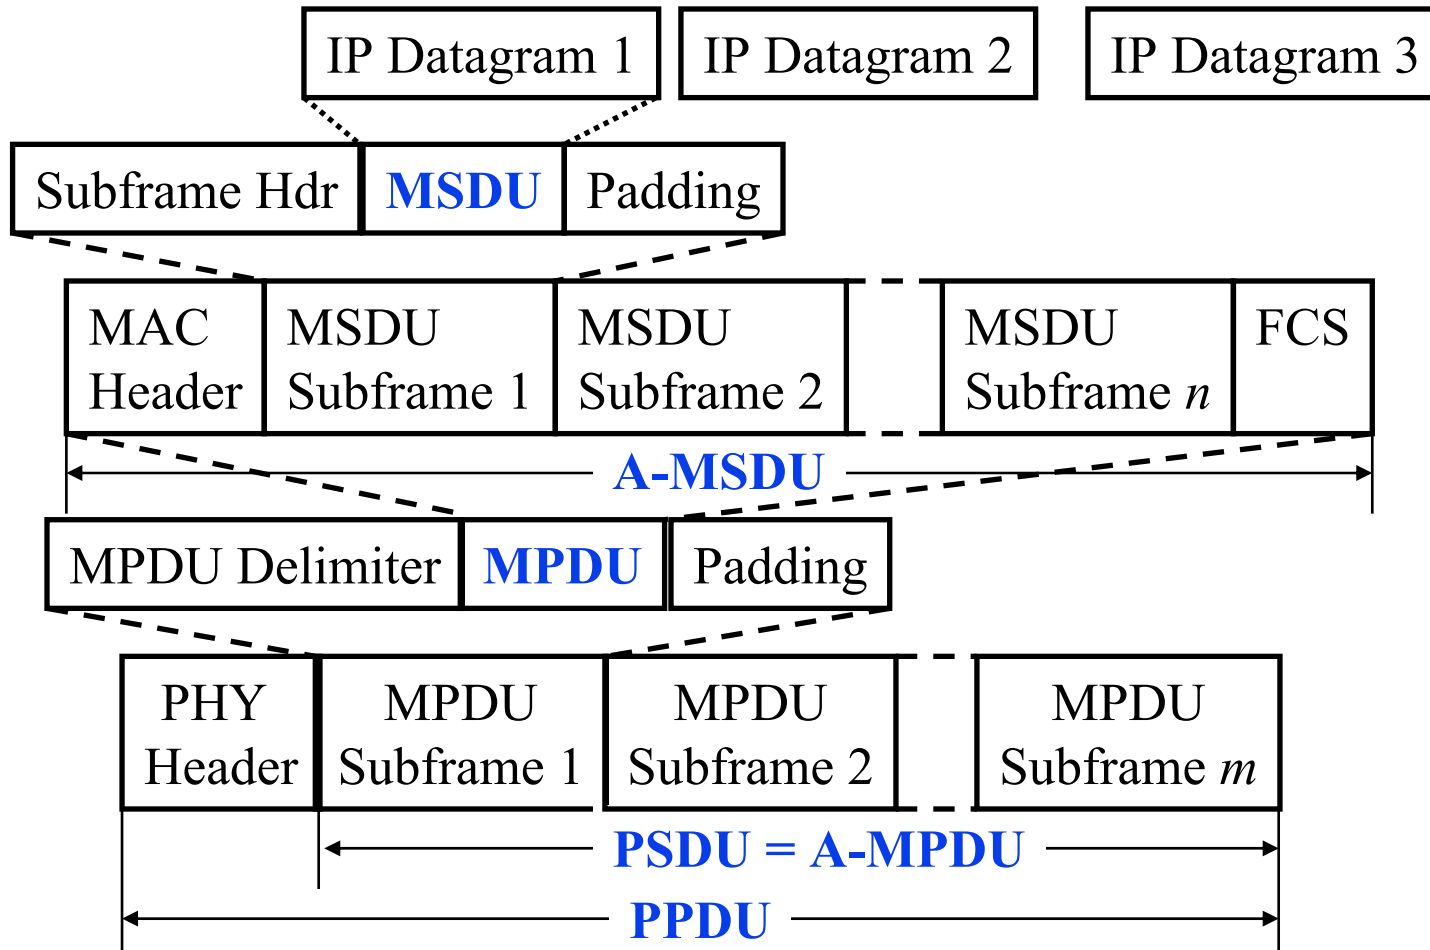 IP Datagram 1 IP Datagram 2 IP Datagram 3
Subframe Hdr MSDU Padding
MAC Header MSDU Subframe 1 MSDU Subframe 2 MSDU Subframe n FCS
A-MSDU
MPDU Delimiter MPDU Padding
PHY Header MPDU Subframe 1 MPDU Subframe 2 MPDU Subframe m
PSDU = A-MPDU
PPDU